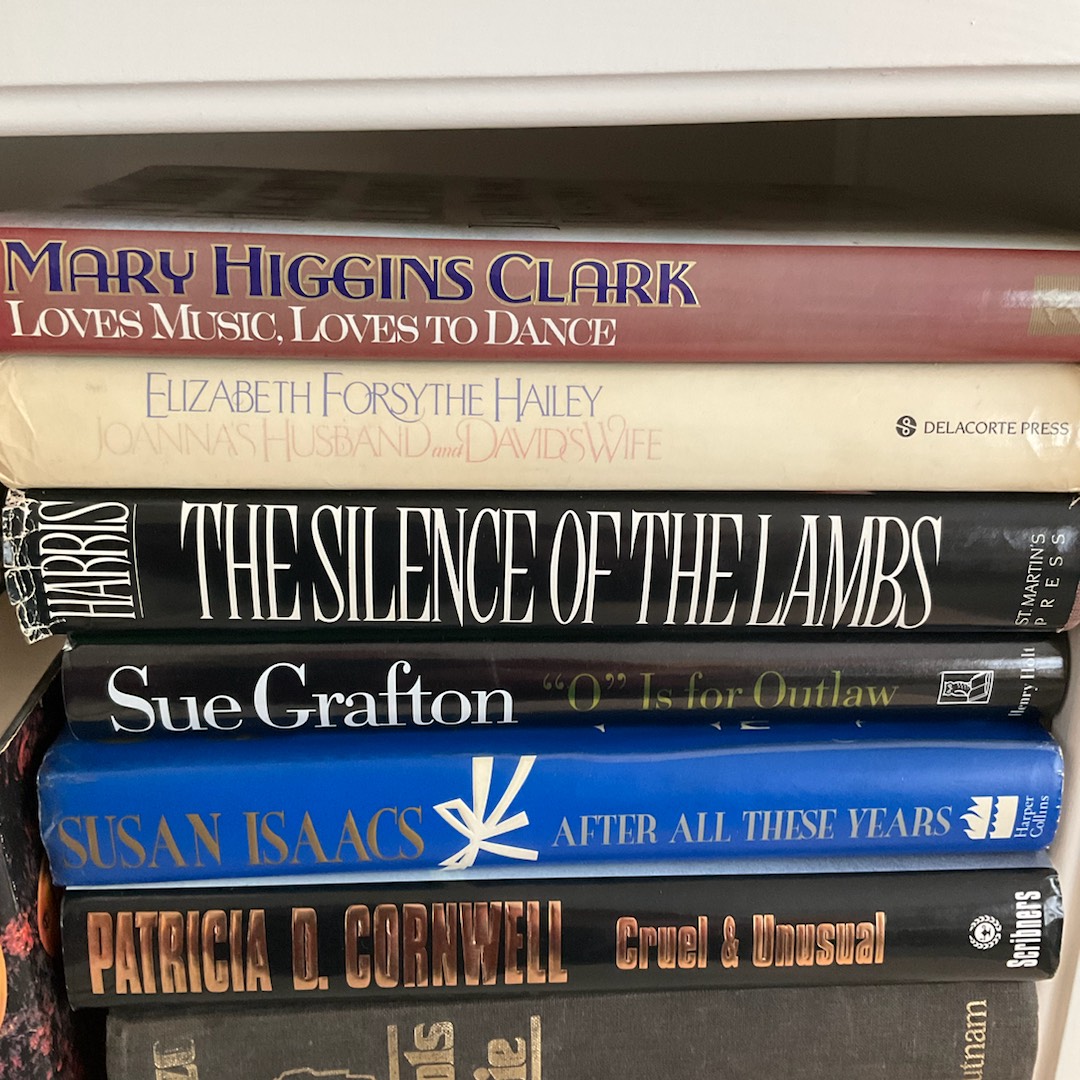 MARY HIGGINS CLARK
LOVES MUSIC, LOVES TO DANCE
ELIZABETH FORSYTHE HAILEY
JOANNA'S HUSBAND and DAVID'S WIFE
DELACORTE PRESS
HARRIS
THE SILENCE OF THE LAMBS
ST. MARTIN'S
PRESS
Sue Grafton "O" Is for Outlaw
Henry Holt
SUSAN ISAACS AFTER ALL THESE YEARS
Harper
Collins
PATRICIA D. CORNWELL Cruel & Unusual
Scribners